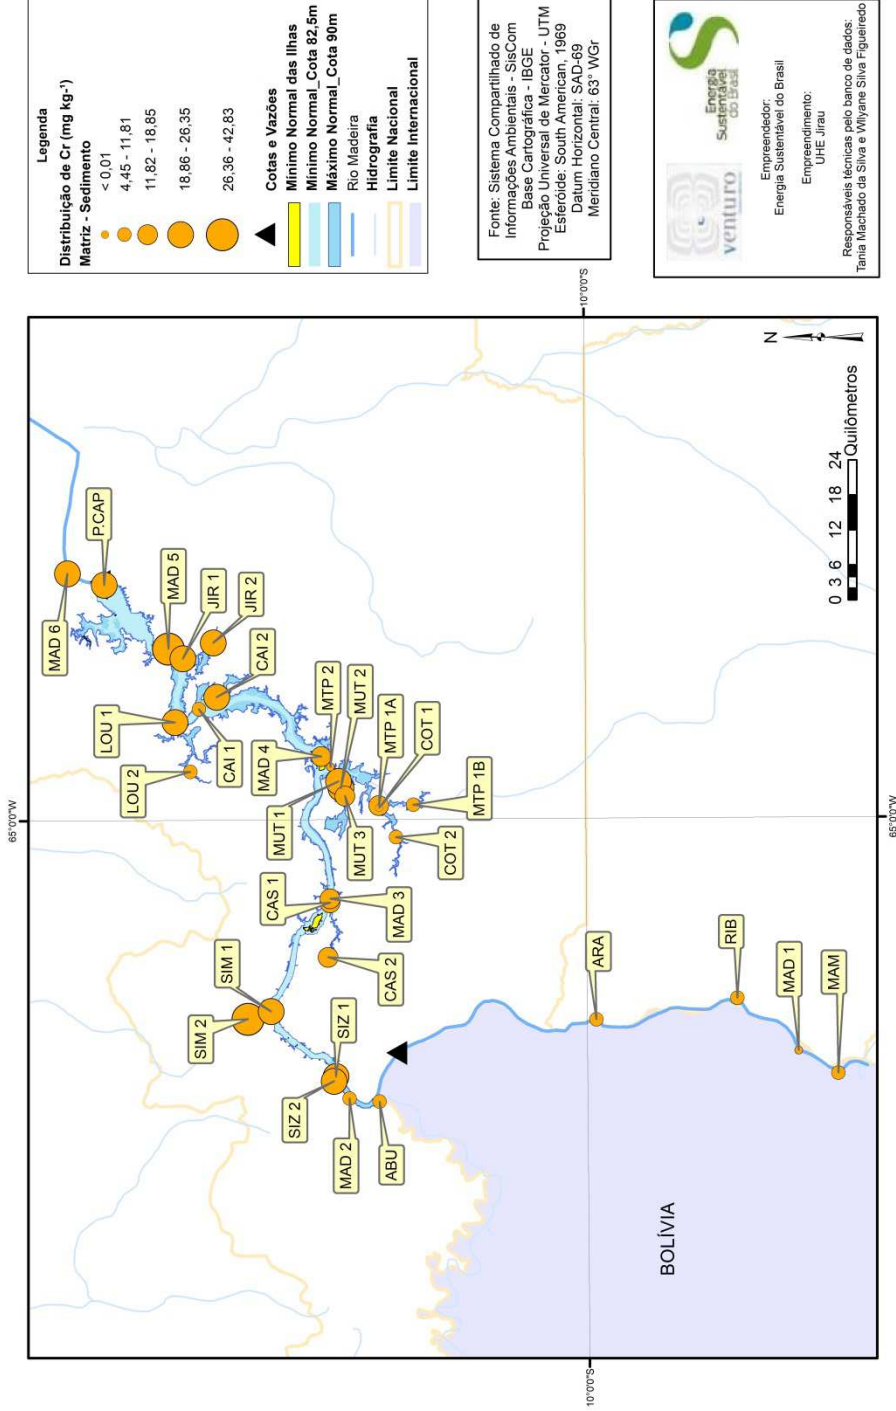 Legenda
Distribuição de Cr (mg kg-¹)
Matriz - Sedimento
< 0,01
4,45 - 11,81
11,82 - 18,85
18,86 - 26,35
26,36 - 42,83
Cotas e Vazões
Mínimo Normal das Ilhas
Mínimo Normal_Cota 82,5m
Máximo Normal_Cota 90m
Rio Madeira
Hidrografia
Limite Nacional
Limite Internacional
Fonte: Sistema Compartilhado de
Informações Ambientais - SisCom
Base Cartográfica - IBGE
Projeção Universal de Mercator - UTM
Esferóide: South American, 1969
Datum Horizontal: SAD-69
Meridiano Central: 63° WGr
venturo
Energia
Sustentável
do Brasil
Empreendedor:
Energia Sustentável do Brasil
Empreendimento:
UHE Jirau
Responsáveis técnicas pelo banco de dados:
Tania Machado da Silva e Wilyane Silva Figueiredo
65°0'0"W
MAD 6
P.CAP
MAD 5
JIR 1
JIR 2
LOU 1
LOU 2
CAI 1
CAI 2
MAD 4
MTP 2
MUT 2
MUT 1
MUT 3
MTP 1A
COT 1
MTP 1B
COT 2
CAS 1
MAD 3
CAS 2
SIM 1
SIM 2
SIZ 1
SIZ 2
MAD 2
ABU
ARA
RIB
MAD 1
MAM
BOLÍVIA
10°0'0"S
10°0'0"S
65°0'0"W
N
0 3 6 12 18 24
Quilômetros